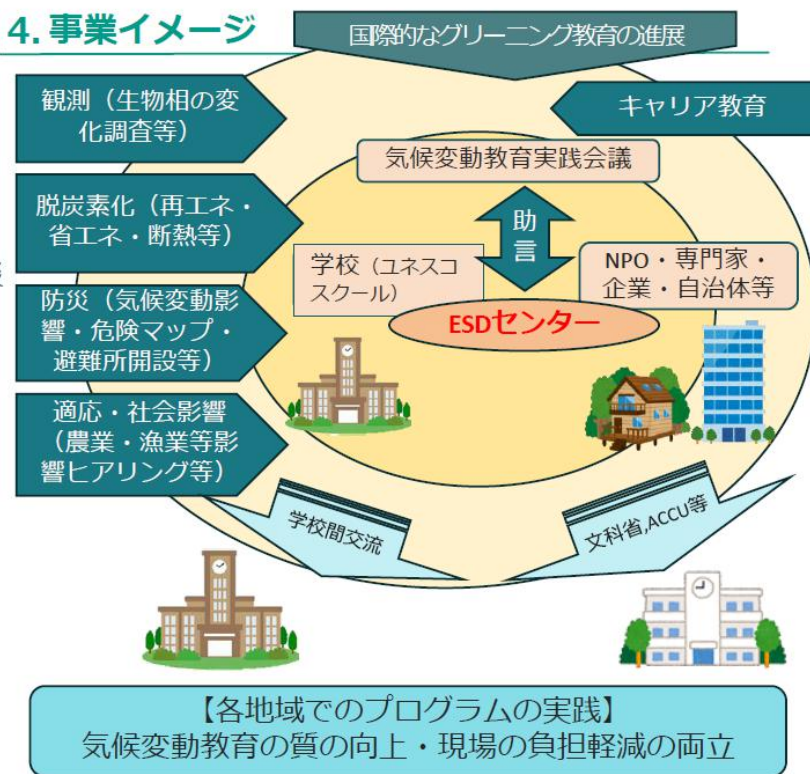 4. 事業イメージ
国際的なグリーニング教育の進展
観測（生物相の変
化調査等）
キャリア教育
気候変動教育実践会議
脱炭素化（再エネ・
省エネ・断熱等）
助
言
学校（ユネスコ
スクール）
NPO・専門家・
企業・自治体等
ESDセンター
防災（気候変動影
響・危険マップ・
避難所開設等）
適応・社会影響
（農業・漁業等影
響ヒアリング等）
学校間交流
文科省,ACCU等
【各地域でのプログラムの実践】
気候変動教育の質の向上・現場の負担軽減の両立